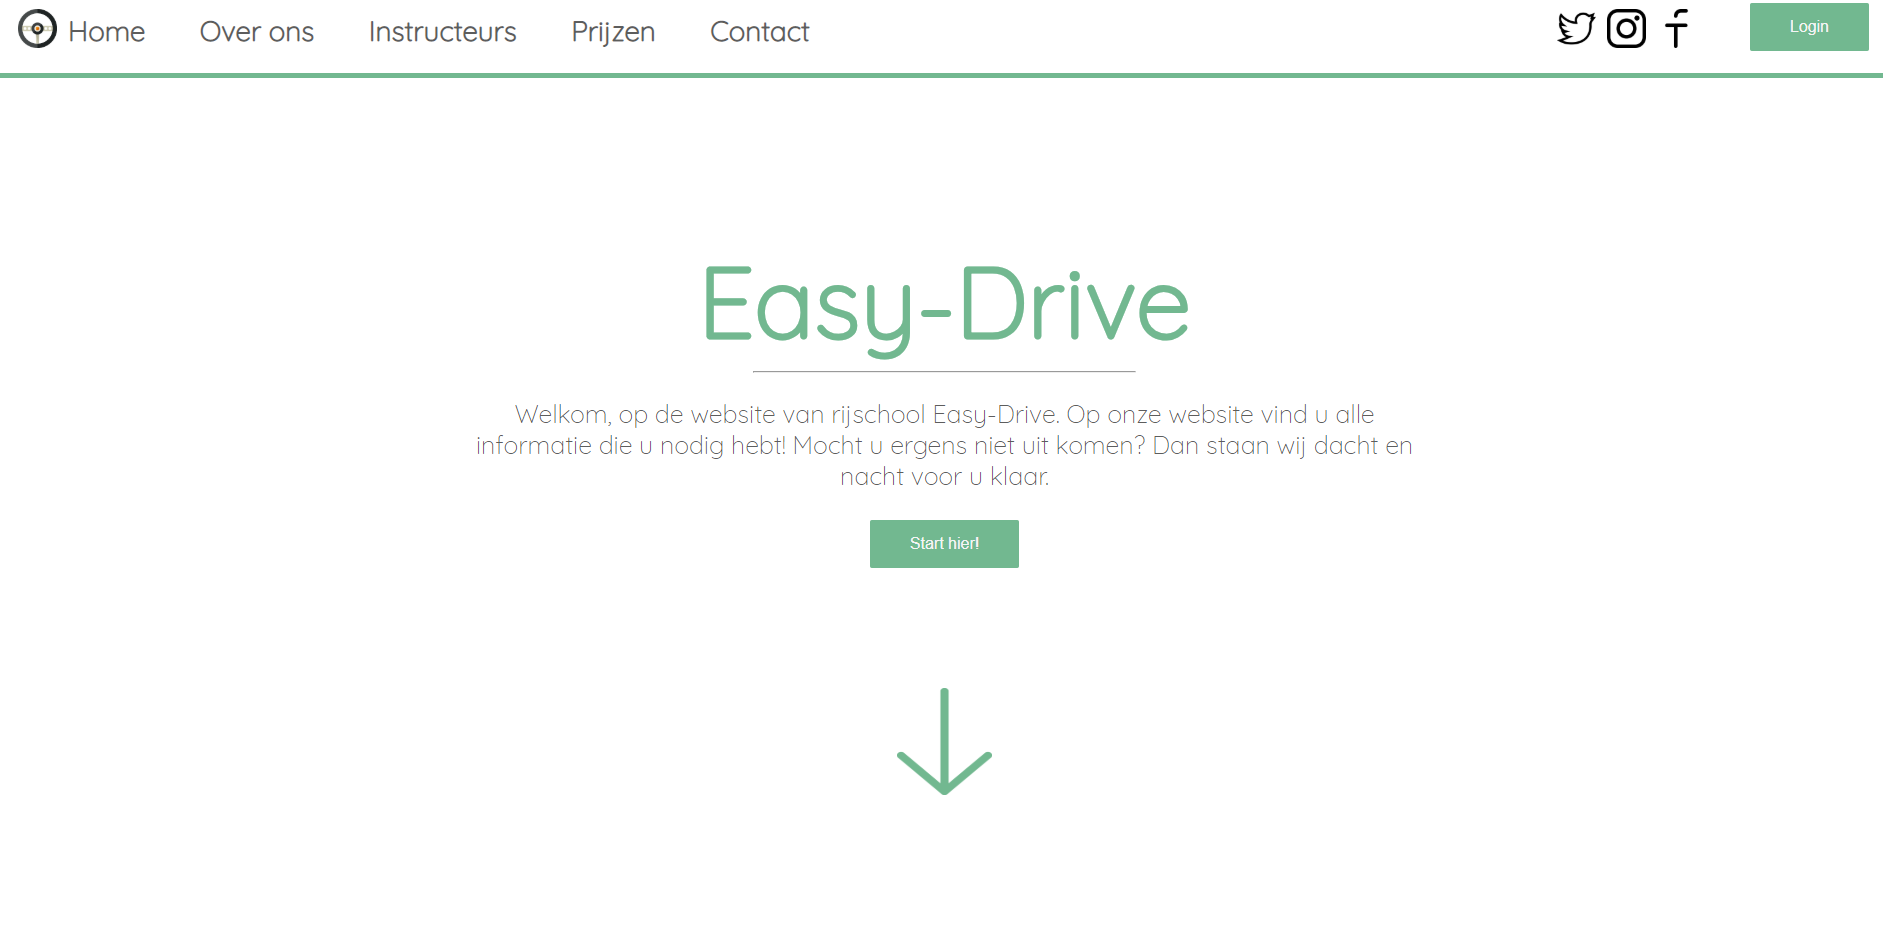 Home Over ons Instructeurs Prijzen Contact Login
Easy-Drive
Welkom, op de website van rijschool Easy-Drive. Op onze website vind u alle
informatie die u nodig hebt! Mocht u ergens niet uit komen? Dan staan wij dacht en
nacht voor u klaar.
Start hier!